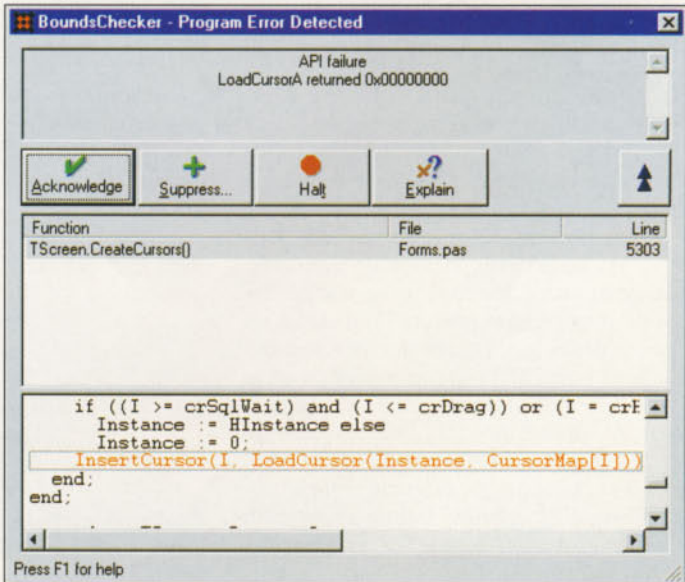 BoundsChecker - Program Error Detected
API failure
LoadCursorA returned 0x00000000
Acknowledge
Suppress...
Halt
Explain
Function File Line
TScreen.CreateCursors() Forms.pas 5303
if ((I >= crSqlWait) and (I <= crDrag)) or (I =
Instance := HInstance else
Instance := 0;
InsertCursor(I, LoadCursor(Instance, CursorMap[I]))
end;
end;
Press F1 for help